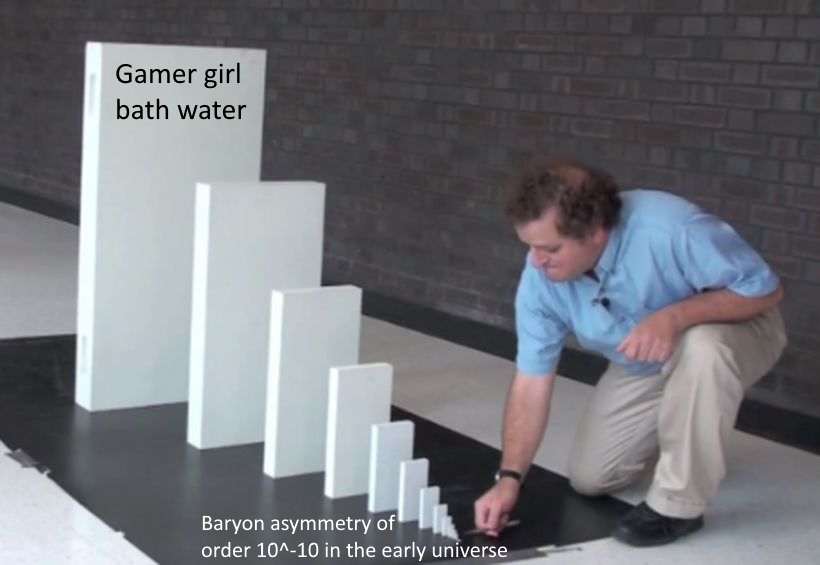 Gamer girl
bath water
Baryon asymmetry of
order 10^-10 in the early universe